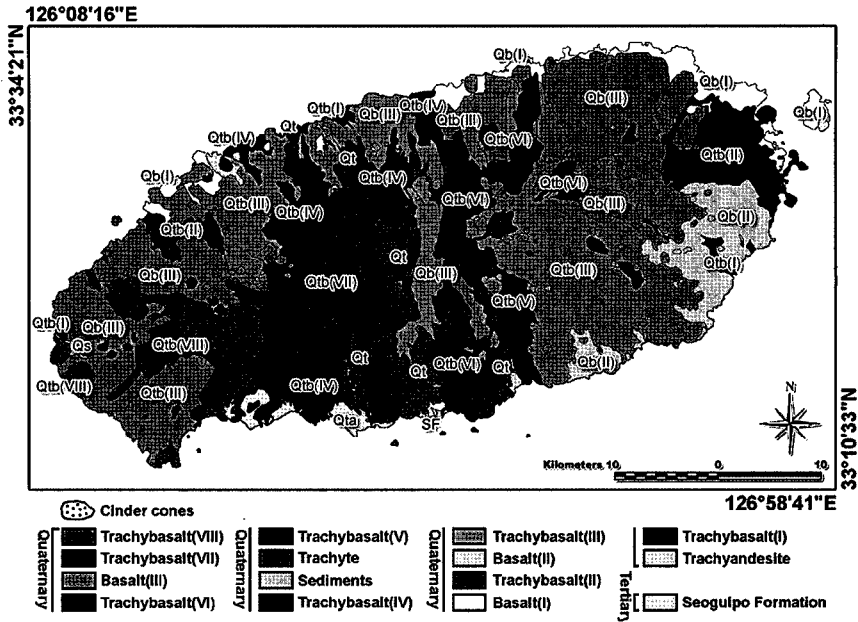 126°08'16"E
33°34'21"N
Qb(I)
Qb(I)
Qb(III)
Qb(I)
Qtb(I)
Qb(III)
Qtb(IV)
Qtb(III)
Qtb(IV)
Qt
Qtb(VI)
Qt
Qtb(II)
Qb(I)
Qtb(IV)
Qtb(VI)
Qb(III)
Qtb(III)
Qtb(IV)
Qtb(VI)
Qb(II)
Qtb(II)
Qt
Qtb(I)
Qb(III)
Qtb(VII)
Qb(III)
Qtb(III)
Qtb(V)
Qtb(I)
Qb(III)
Qs
Qtb(VIII)
Qt
Qt
Qtb(VI)
Qt
Qb(II)
Qtb(VIII)
Qtb(III)
Qtb(IV)
Qta
SF
N
33°10'33"N
Kilometers 10 0 10
126°58'41"E
Cinder cones
Quaternary
Trachybasalt(VIII)
Trachybasalt(VII)
Basalt(III)
Trachybasalt(VI)
Quaternary
Trachybasalt(V)
Trachyte
Sediments
Trachybasalt(IV)
Quaternary
Trachybasalt(III)
Basalt(II)
Trachybasalt(II)
Basalt(I)
Trachybasalt(I)
Trachyandesite
Tertiary
Seoguipo Formation